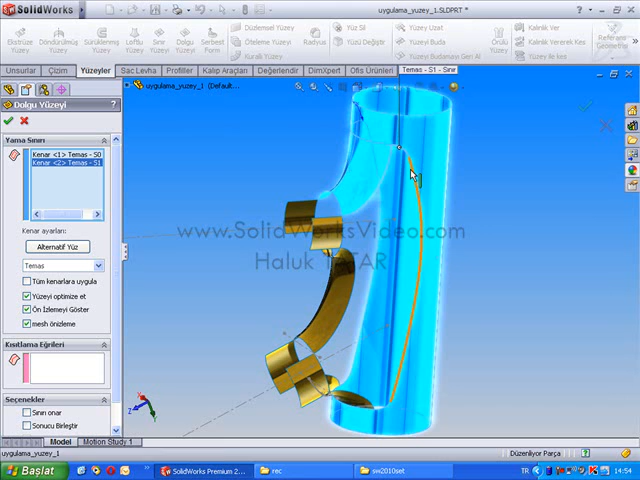 SolidWorks
uygulama_yuzey_1.SLDPRT *
Ekstrüze Yüzey
Döndürülmüş Yüzey
Süpürülmüş Yüzey
Loft Yüzey
Sınır Yüzey
Dolgu Yüzeyi
Serbest Form
Düzlemsel Yüzey
Öteleme Yüzeyi
Kurallı Yüzey
Radyus
Yüz Sil
Yüzü Değiştir
Yüzeyi Uzat
Yüzey Buda
Yüzey Budamayı Geri Al
Kalınlık Ver
Kalınlık Vererek Kes
Yüzey ile kes
Referans Geometri
Unsurlar
Çizim
Yüzeyler
Sac Levha
Profiller
Kalıp Araçları
Değerlendir
DimXpert
Ofis Ürünleri
Temas - S1 - Sınır
Dolgu Yüzeyi
?
uygulama_yuzey_1 (Default...
Yama Sınırı
Kenar <1> Temas - S0
Kenar <2> Temas - S1
Kenar ayarları:
Alternatif Yüz
Temas
Tüm kenarlara uygula
Yüzeyi optimize et
Ön İzlemeyi Göster
mesh önizleme
Kısıtlama Eğrileri
Seçenekler
Sınırı onar
Sonucu Birleştir
www.SolidWorksVideo.com
Haluk TATAR
X
Z
Model
Motion Study 1
uygulama_yuzey_1
Düzenliyor Parça
Başlat
SolidWorks Premium 2...
rec
sw2010set
TR
14:54